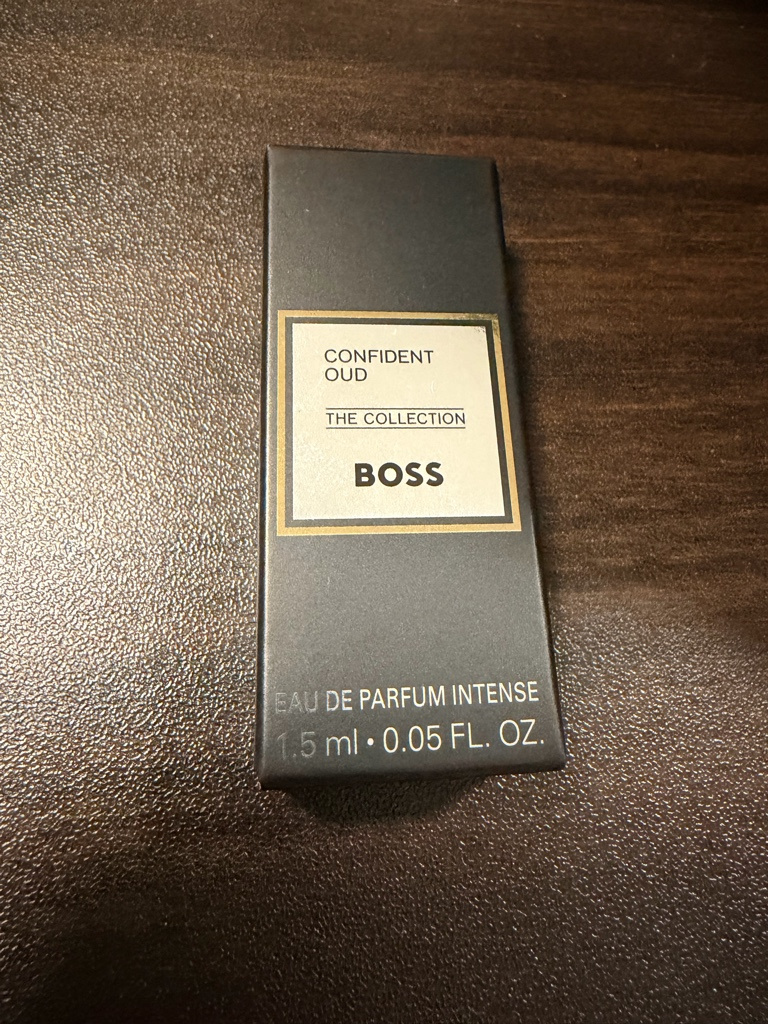 CONFIDENT
OUD
THE COLLECTION
BOSS
EAU DE PARFUM INTENSE
1.5 ml • 0.05 FL. OZ.